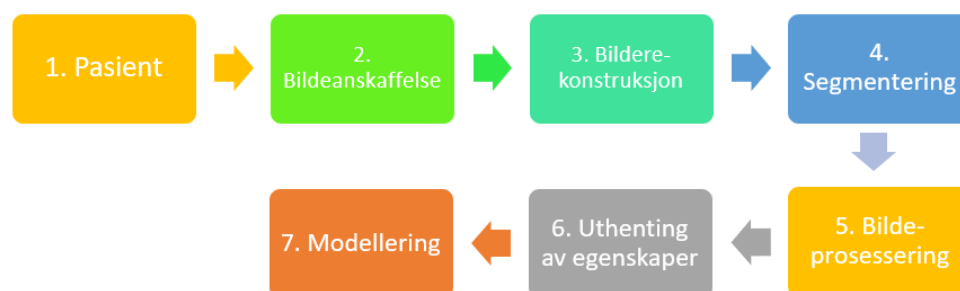 1. Pasient
2.
Bildeanskaffelse
3. Bildere-
konstruksjon
4.
Segmentering
5. Bilde-
prosessering
6. Uthenting
av egenskaper
7. Modellering